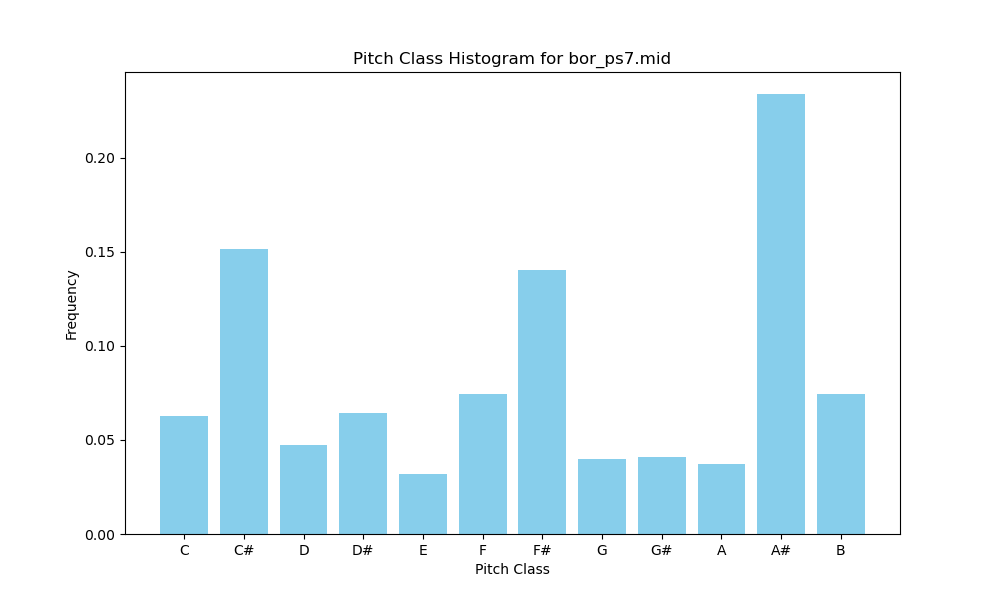 Pitch Class Histogram for bor_ps7.mid
Frequency
0.20
0.15
0.10
0.05
0.00
C C# D D# E F F# G G# A A# B
Pitch Class